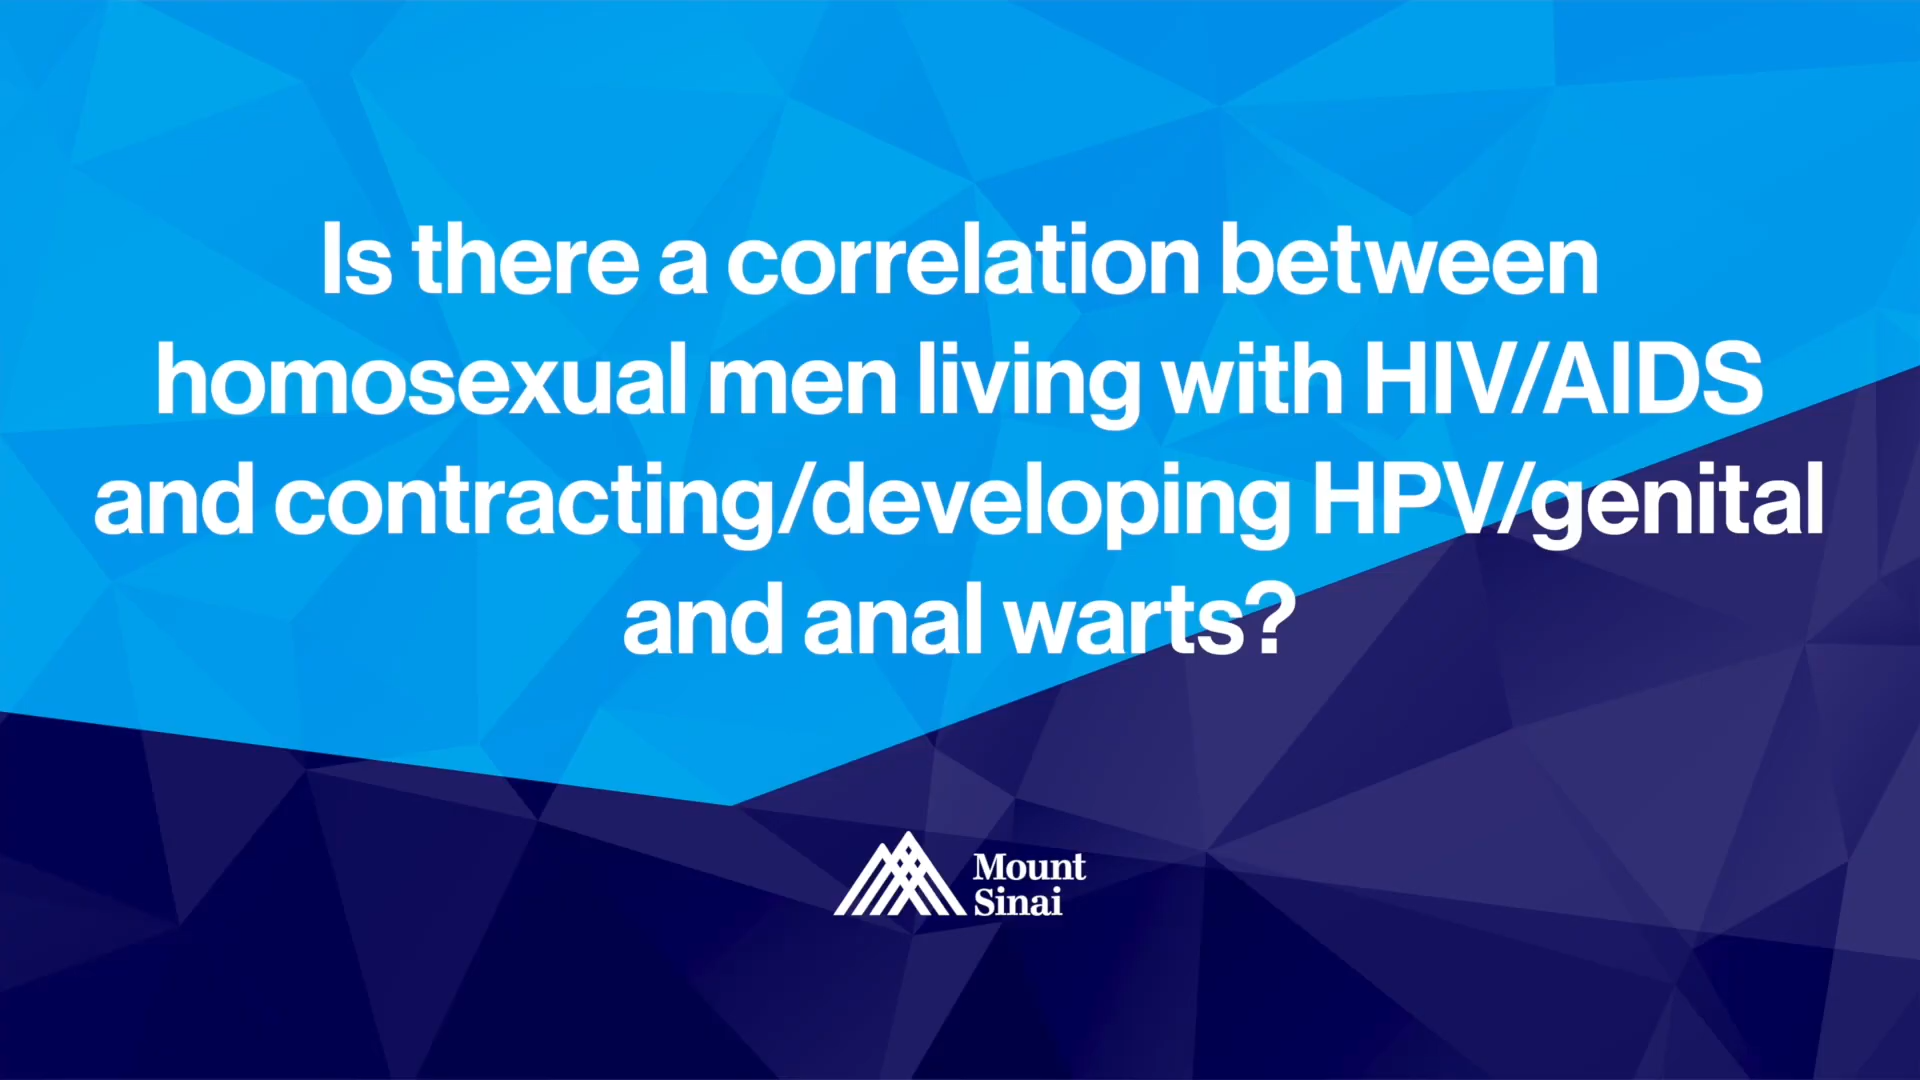 Is there a correlation between
homosexual men living with HIV/AIDS
and contracting/developing HPV/genital
and anal warts?
Mount
Sinai